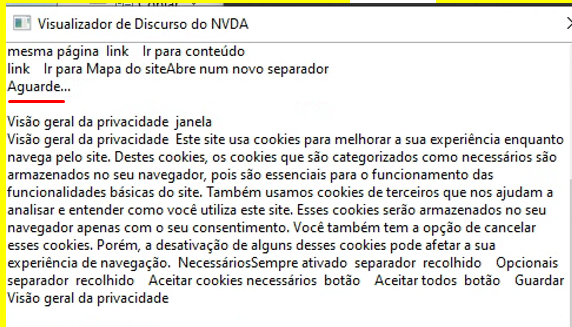 Visualizador de Discurso do NVDA
mesma página  link    Ir para conteúdo
link    Ir para Mapa do siteAbre num novo separador
Aguarde...
Visão geral da privacidade  janela
Visão geral da privacidade  Este site usa cookies para melhorar a sua experiência enquanto
navega pelo site. Destes cookies, os cookies que são categorizados como necessários são
armazenados no seu navegador, pois são essenciais para o funcionamento das
funcionalidades básicas do site. Também usamos cookies de terceiros que nos ajudam a
analisar e entender como você utiliza este site. Esses cookies serão armazenados no seu
navegador apenas com o seu consentimento. Você também tem a opção de cancelar
esses cookies. Porém, a desativação de alguns desses cookies pode afetar a sua
experiência de navegação.  NecessáriosSempre ativado  separador  recolhido    Opcionais
separador  recolhido    Aceitar cookies necessários  botão    Aceitar todos  botão    Guardar
Visão geral da privacidade